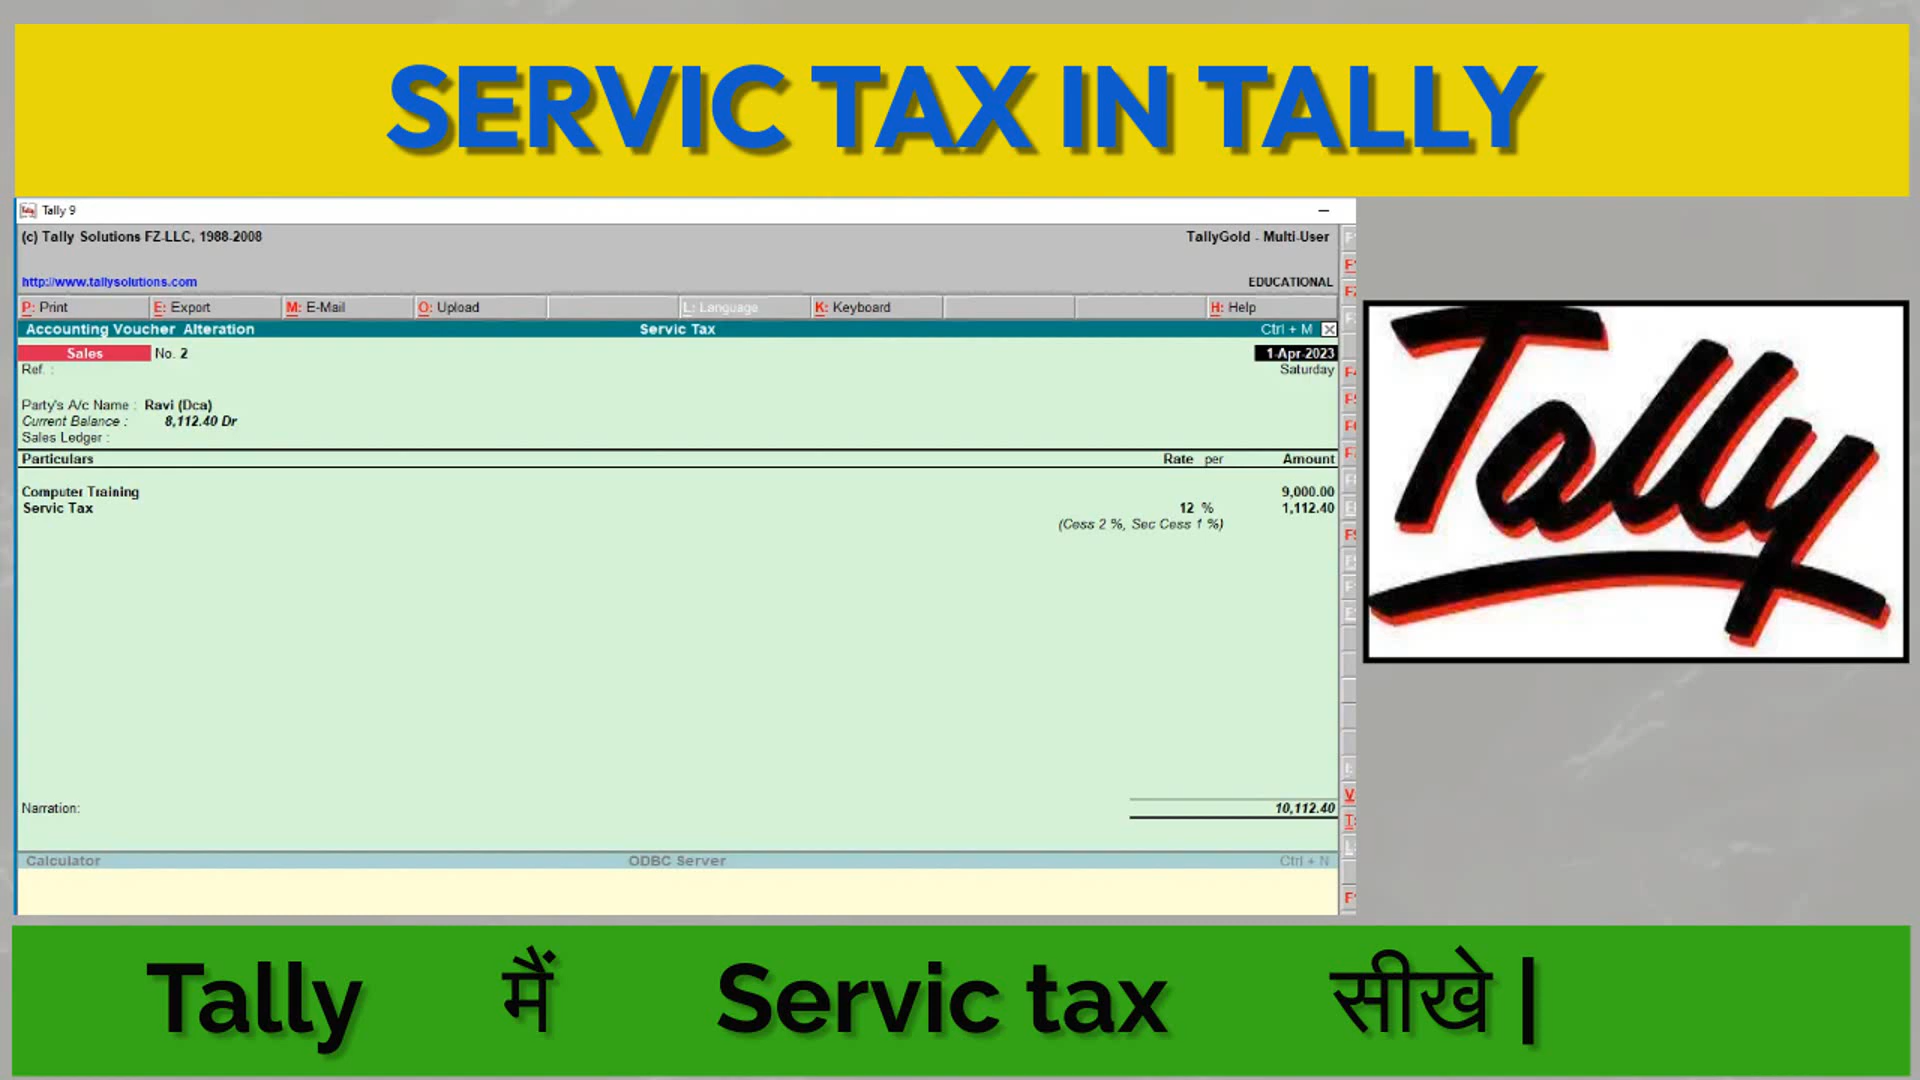 SERVIC TAX IN TALLY
Tally 9
(c) Tally Solutions FZ-LLC, 1988-2008 TallyGold - Multi-User
http://www.tallysolutions.com EDUCATIONAL
P: Print E: Export M: E-Mail O: Upload L: Language K: Keyboard H: Help
Accounting Voucher Alteration Servic Tax Ctrl + M
Sales No. 2 1-Apr-2023
Ref. : Saturday
Party's A/c Name : Ravi (Dca)
Current Balance : 8,112.40 Dr
Sales Ledger :
Particulars Rate per Amount
Computer Training 9,000.00
Servic Tax 12 % 1,112.40
(Cess 2 %, Sec Cess 1 %)
Narration: 10,112.40
Calculator ODBC Server Ctrl + N
Tally
Tally मैं Servic tax सीखे |